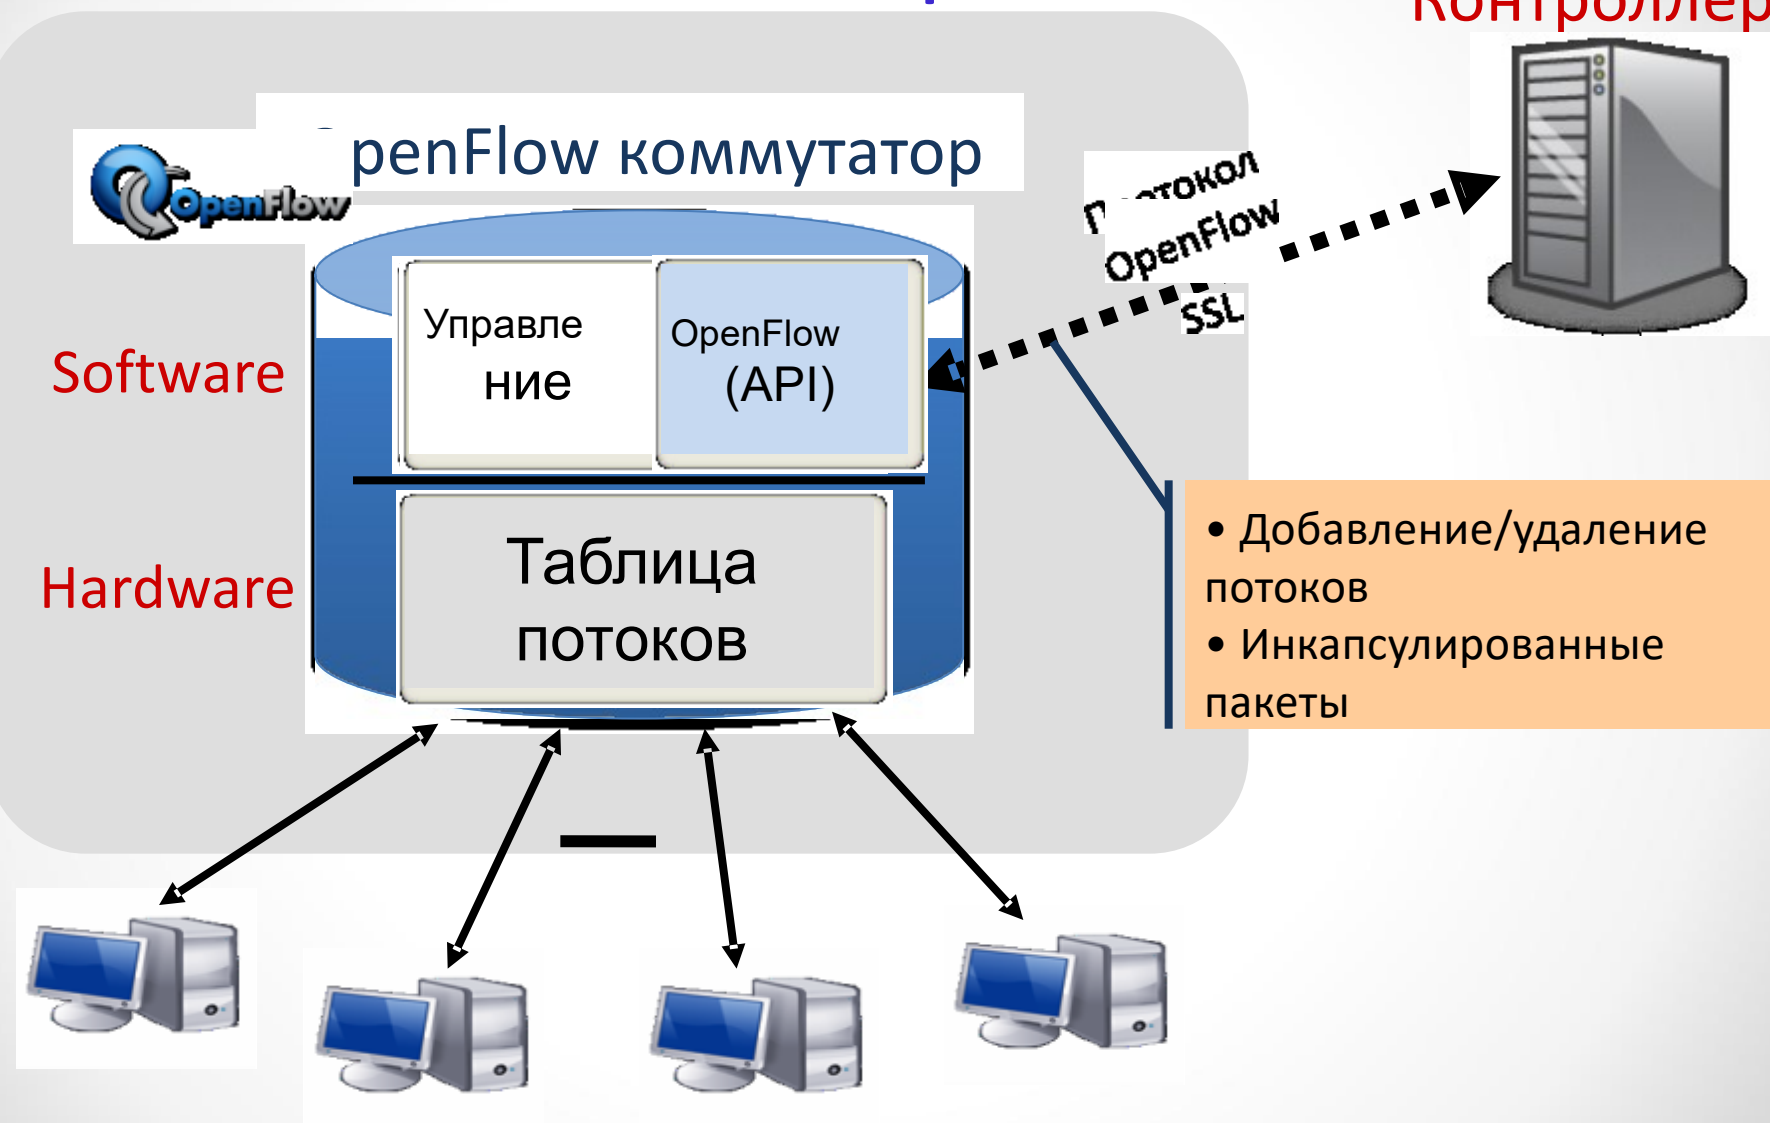 Контроллер
OpenFlow
penFlow коммутатор
Протокол
OpenFlow
SSL
Управле
ние
OpenFlow
(API)
Software
Hardware
Таблица
потоков
• Добавление/удаление
потоков
• Инкапсулированные
пакеты